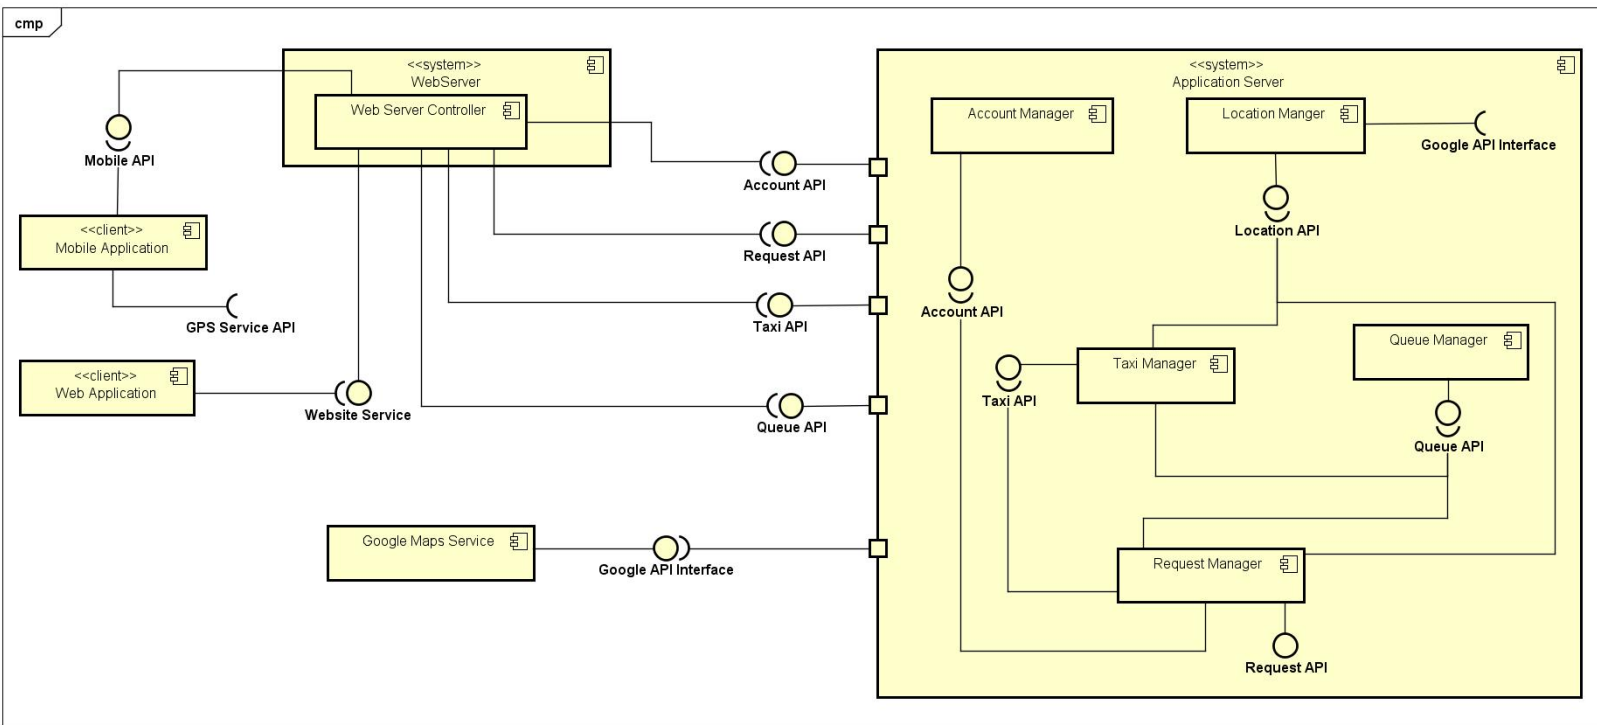 cmp
<<system>>
WebServer
Web Server Controller
Mobile API
<<client>>
Mobile Application
GPS Service API
<<client>>
Web Application
Website Service
Account API
Request API
Taxi API
Queue API
Google Maps Service
Google API Interface
<<system>>
Application Server
Account Manager
Location Manger
Google API Interface
Location API
Account API
Queue Manager
Taxi Manager
Taxi API
Queue API
Request Manager
Request API